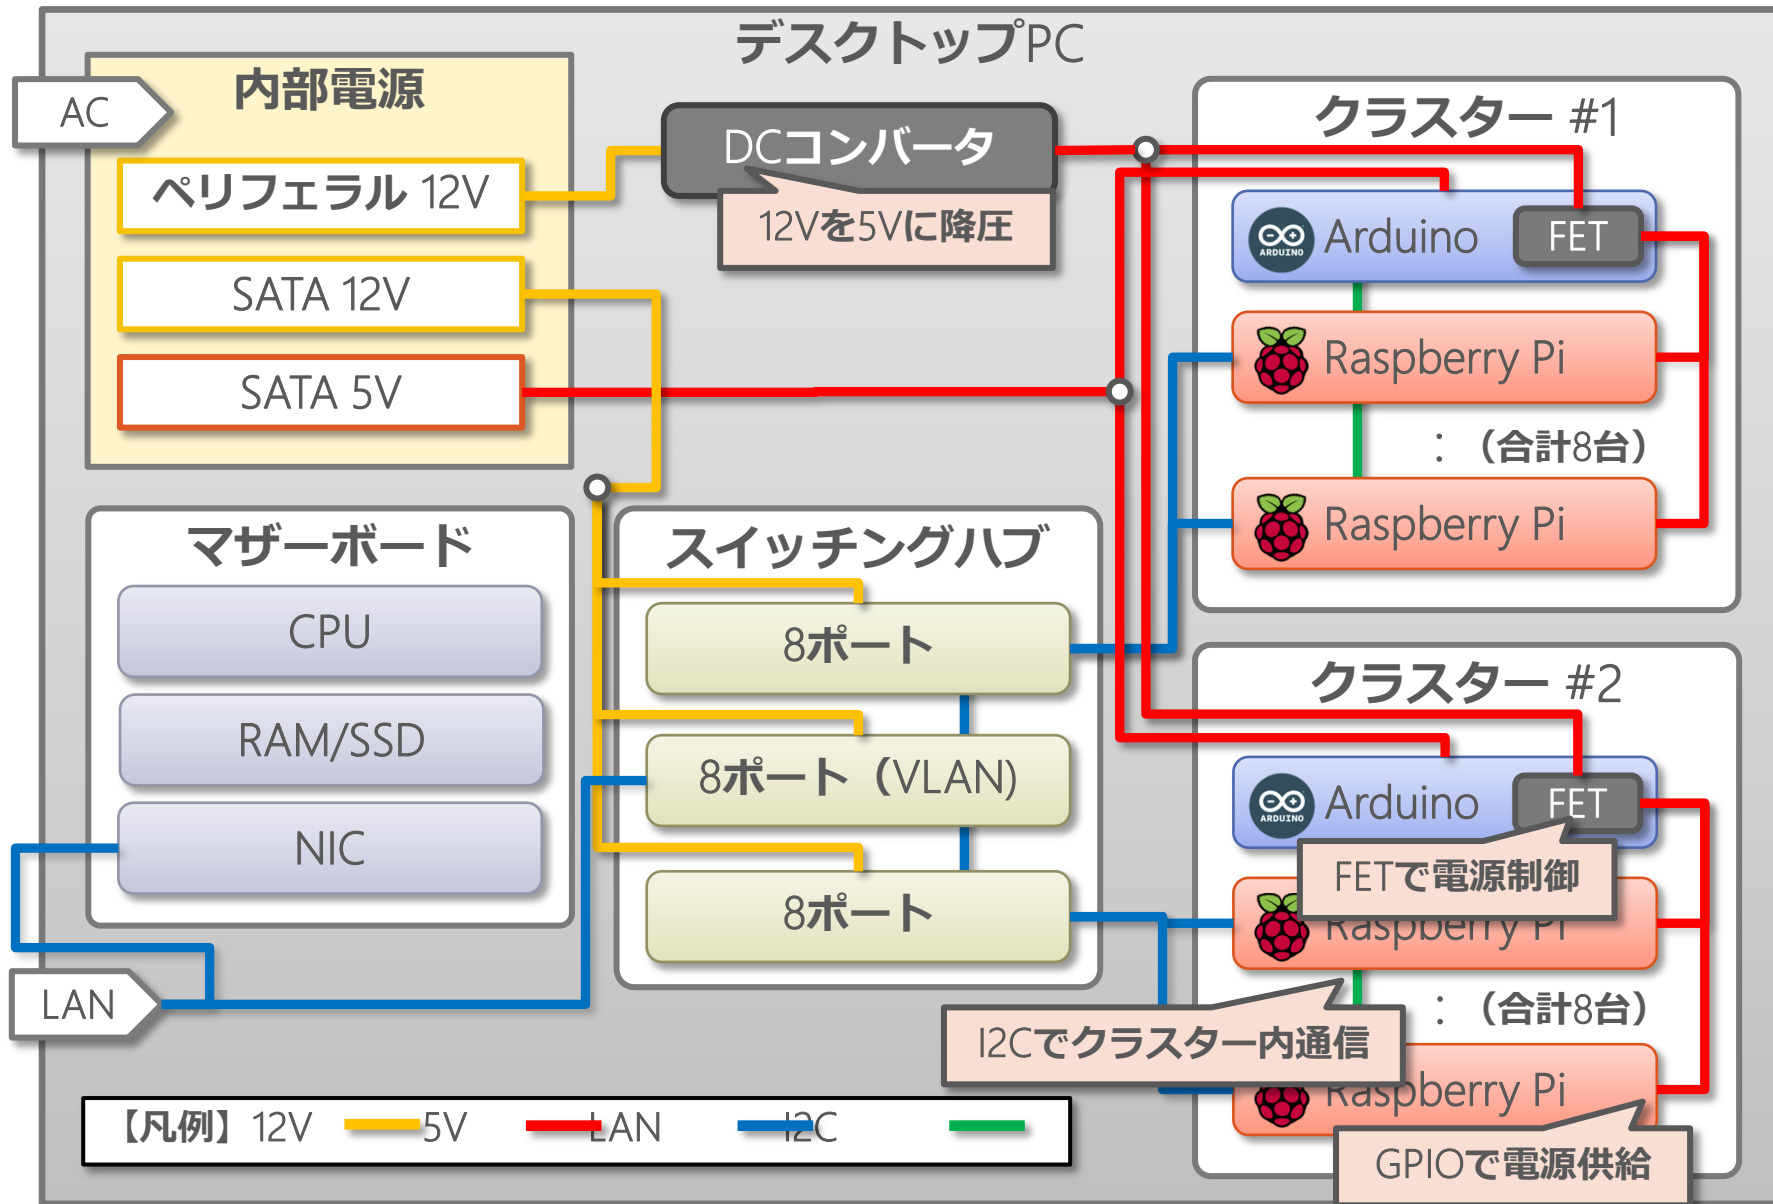 デスクトップPC
AC
内部電源
ペリフェラル 12V
SATA 12V
SATA 5V
DCコンバータ
12Vを5Vに降圧
クラスター #1
ARDUINO
Arduino
FET
Raspberry Pi
： （合計8台）
Raspberry Pi
マザーボード
CPU
RAM/SSD
NIC
LAN
スイッチングハブ
8ポート
8ポート（VLAN)
8ポート
クラスター #2
ARDUINO
Arduino
FET
FETで電源制御
Raspberry Pi
： （合計8台）
I2Cでクラスター内通信
Raspberry Pi
GPIOで電源供給
【凡例】12V 5V LAN I2C